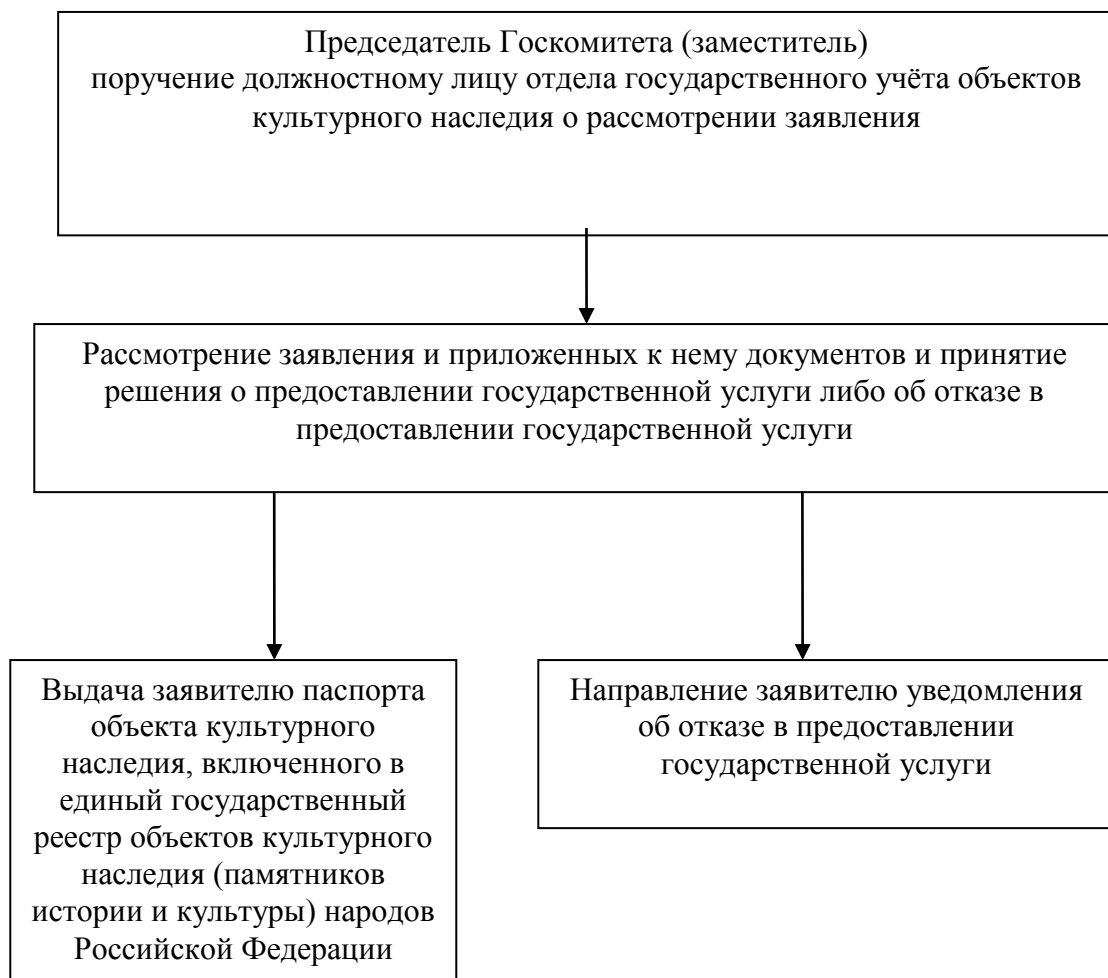 Председатель Госкомитета (заместитель)
поручение должностному лицу отдела государственного учёта объектов
культурного наследия о рассмотрении заявления
Рассмотрение заявления и приложенных к нему документов и принятие
решения о предоставлении государственной услуги либо об отказе в
предоставлении государственной услуги
Выдача заявителю паспорта
объекта культурного
наследия, включенного в
единый государственный
реестр объектов культурного
наследия (памятников
истории и культуры) народов
Российской Федерации
Направление заявителю уведомления
об отказе в предоставлении
государственной услуги